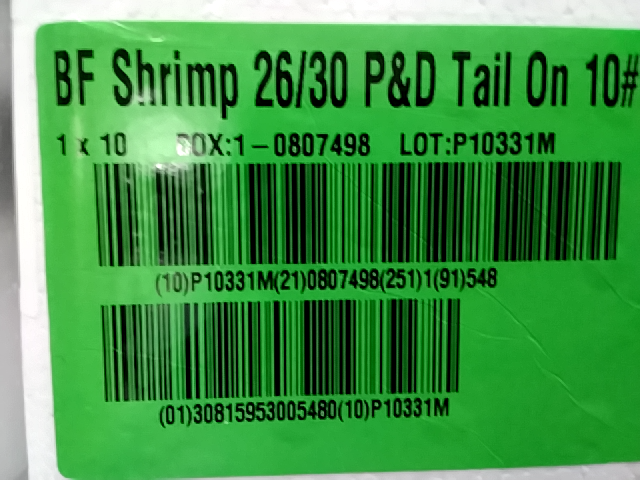 BF Shrimp 26/30 P&D Tail On 10#
1 x 10 BOX:1-0807498 LOT:P10331M
(10)P10331M(21)0807498(251)1(91)548
(01)30815953005480(10)P10331M